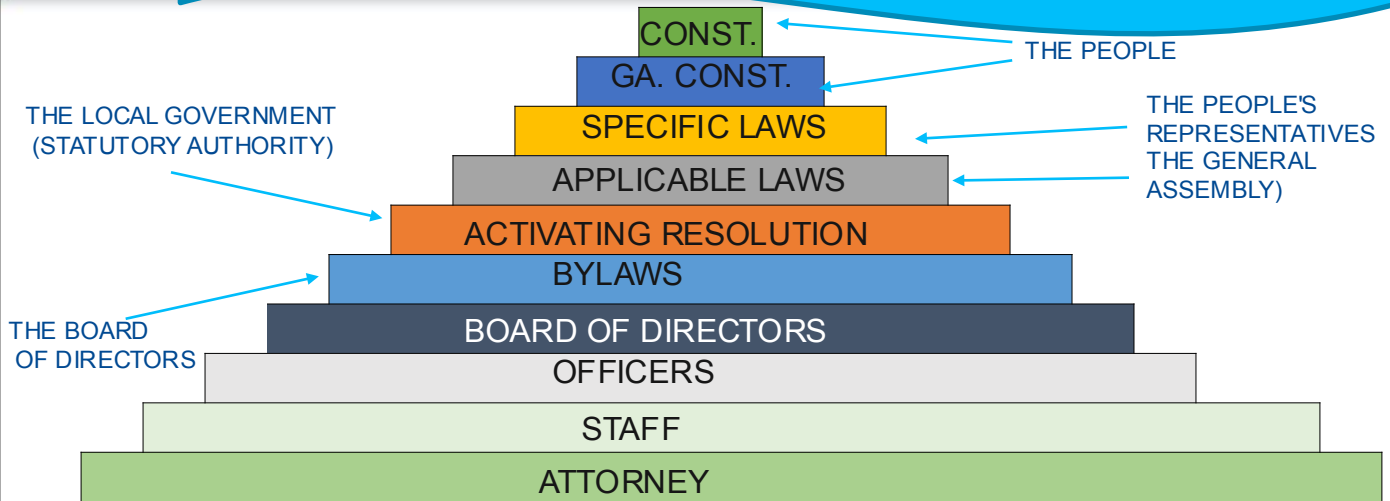 CONST.
THE PEOPLE
GA. CONST.
THE LOCAL GOVERNMENT
(STATUTORY AUTHORITY)
SPECIFIC LAWS
THE PEOPLE'S
REPRESENTATIVES
THE GENERAL
ASSEMBLY)
APPLICABLE LAWS
ACTIVATING RESOLUTION
BYLAWS
THE BOARD
OF DIRECTORS
BOARD OF DIRECTORS
OFFICERS
STAFF
ATTORNEY